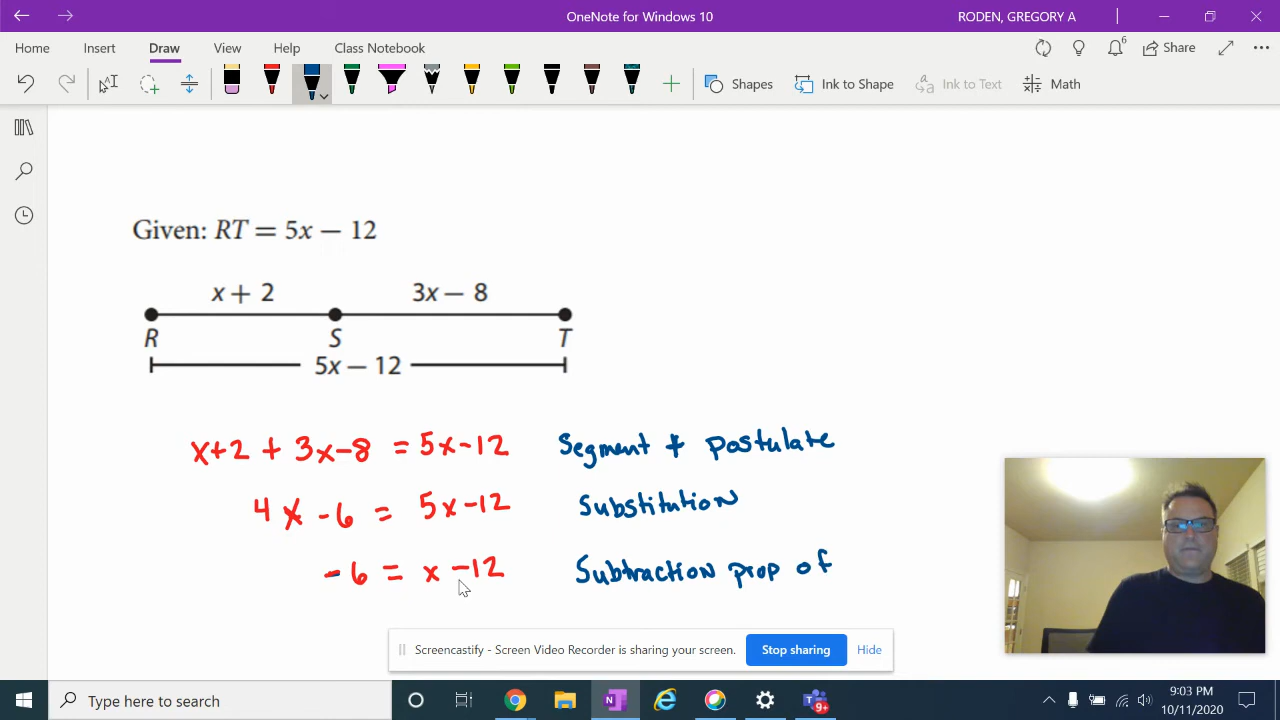 OneNote for Windows 10
RODEN, GREGORY A
Home Insert Draw View Help Class Notebook
6
Share
Shapes Ink to Shape Ink to Text Math
Given: RT = 5x − 12
x + 2 3x − 8
R S T
5x − 12
x+2 + 3x-8 = 5x-12 Segment + postulate
4x - 6 = 5x-12 Substitution
-6 = x -12 Subtraction prop of
Screencastify - Screen Video Recorder is sharing your screen. Stop sharing Hide
Type here to search
9+
9:03 PM
10/11/2020